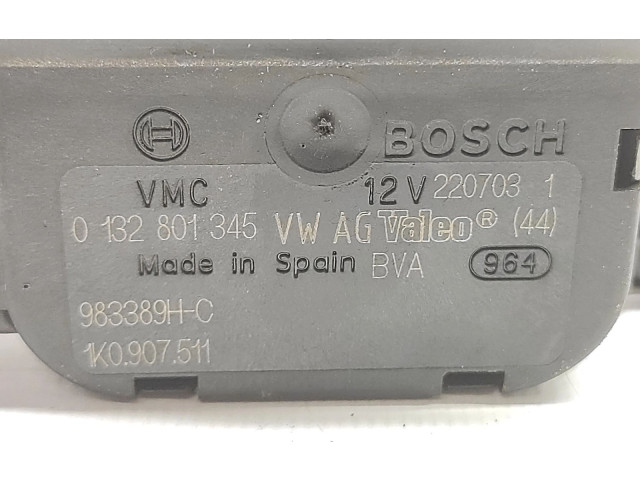 BOSCH
VMC 12V 220703 1
0 132 801 345 VW AG Valeo® (44)
Made in Spain BVA 964
983389H-C
1K0.907.511